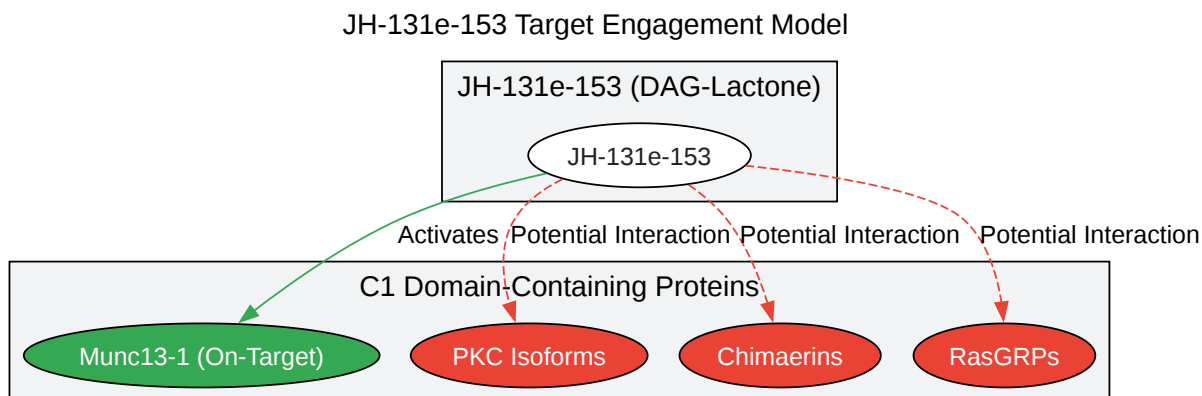 JH-131e-153 Target Engagement Model
JH-131e-153 (DAG-Lactone)
JH-131e-153
Activates
Potential Interaction
Potential Interaction
Potential Interaction
C1 Domain-Containing Proteins
Munc13-1 (On-Target)
PKC Isoforms
Chimaerins
RasGRPs